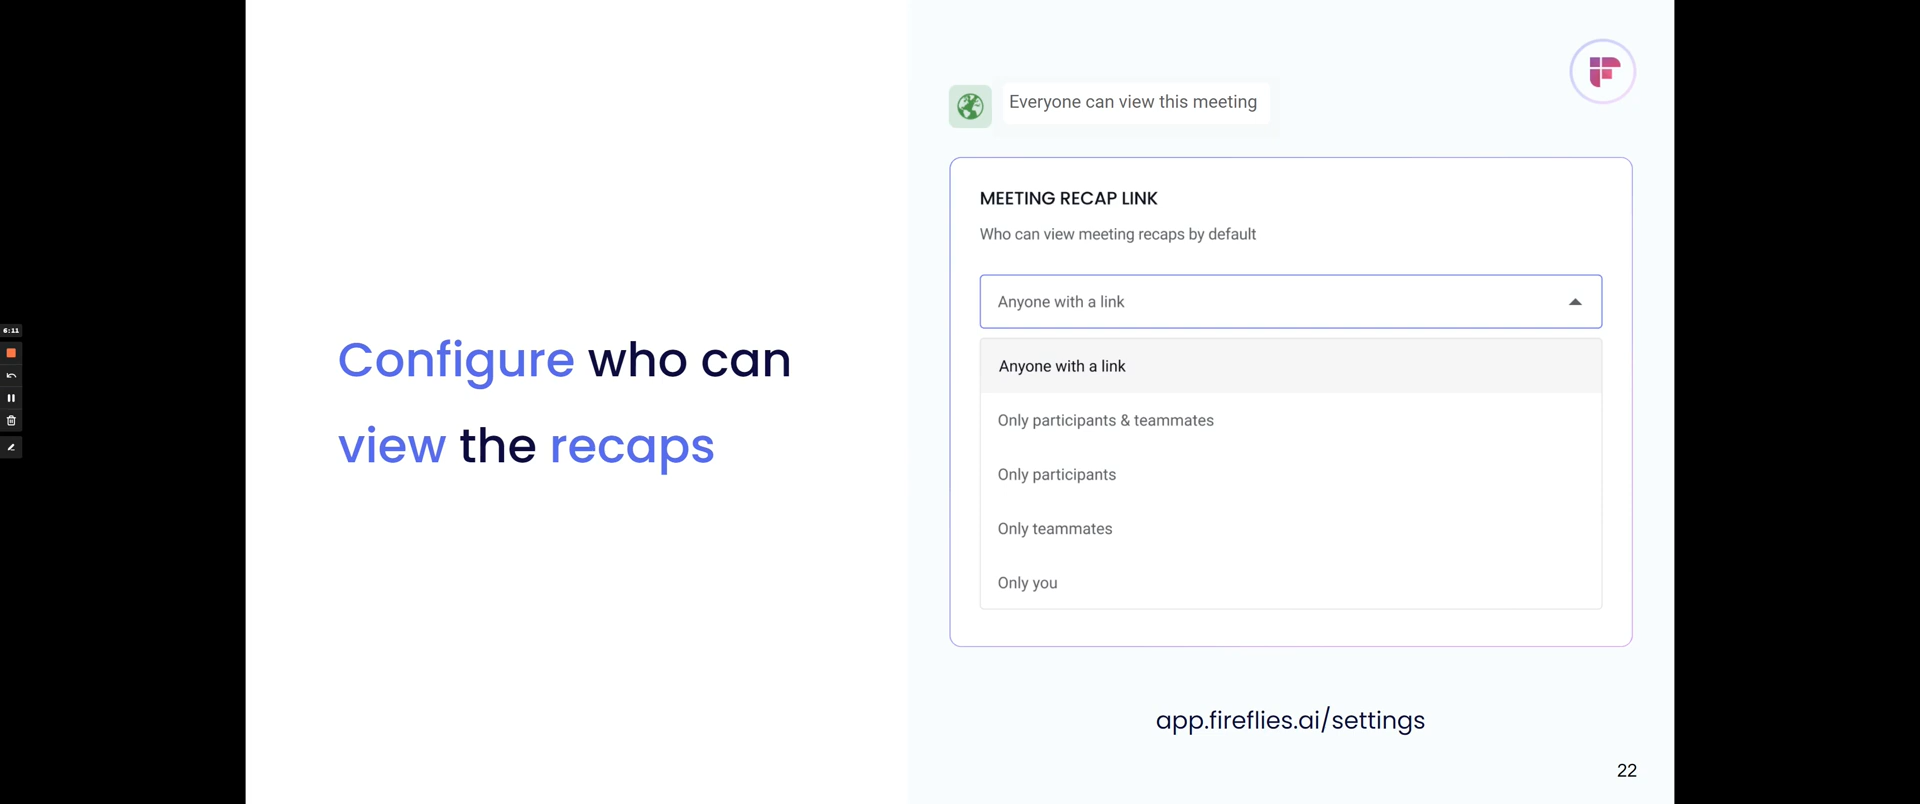 Everyone can view this meeting
MEETING RECAP LINK
Who can view meeting recaps by default
Anyone with a link
Anyone with a link
Only participants & teammates
Only participants
Only teammates
Only you
Configure who can
view the recaps
app.fireflies.ai/settings
22
6:11